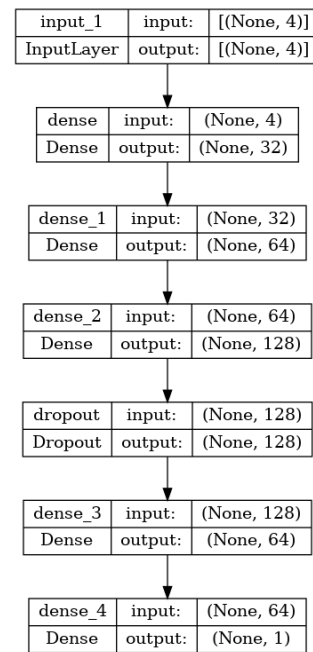 input_1 input: [(None, 4)]
InputLayer output: [(None, 4)]
dense input: (None, 4)
Dense output: (None, 32)
dense_1 input: (None, 32)
Dense output: (None, 64)
dense_2 input: (None, 64)
Dense output: (None, 128)
dropout input: (None, 128)
Dropout output: (None, 128)
dense_3 input: (None, 128)
Dense output: (None, 64)
dense_4 input: (None, 64)
Dense output: (None, 1)